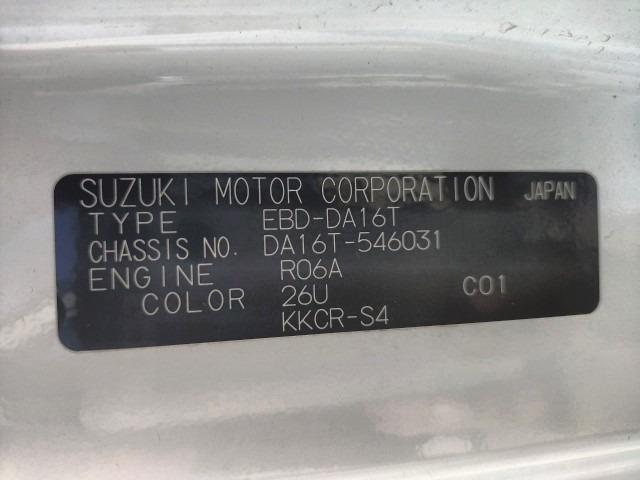 SUZUKI MOTOR CORPORATION JAPAN
TYPE EBD-DA16T
CHASSIS NO. DA16T-546031
ENGINE R06A
COLOR 26U C01
KKCR-S4